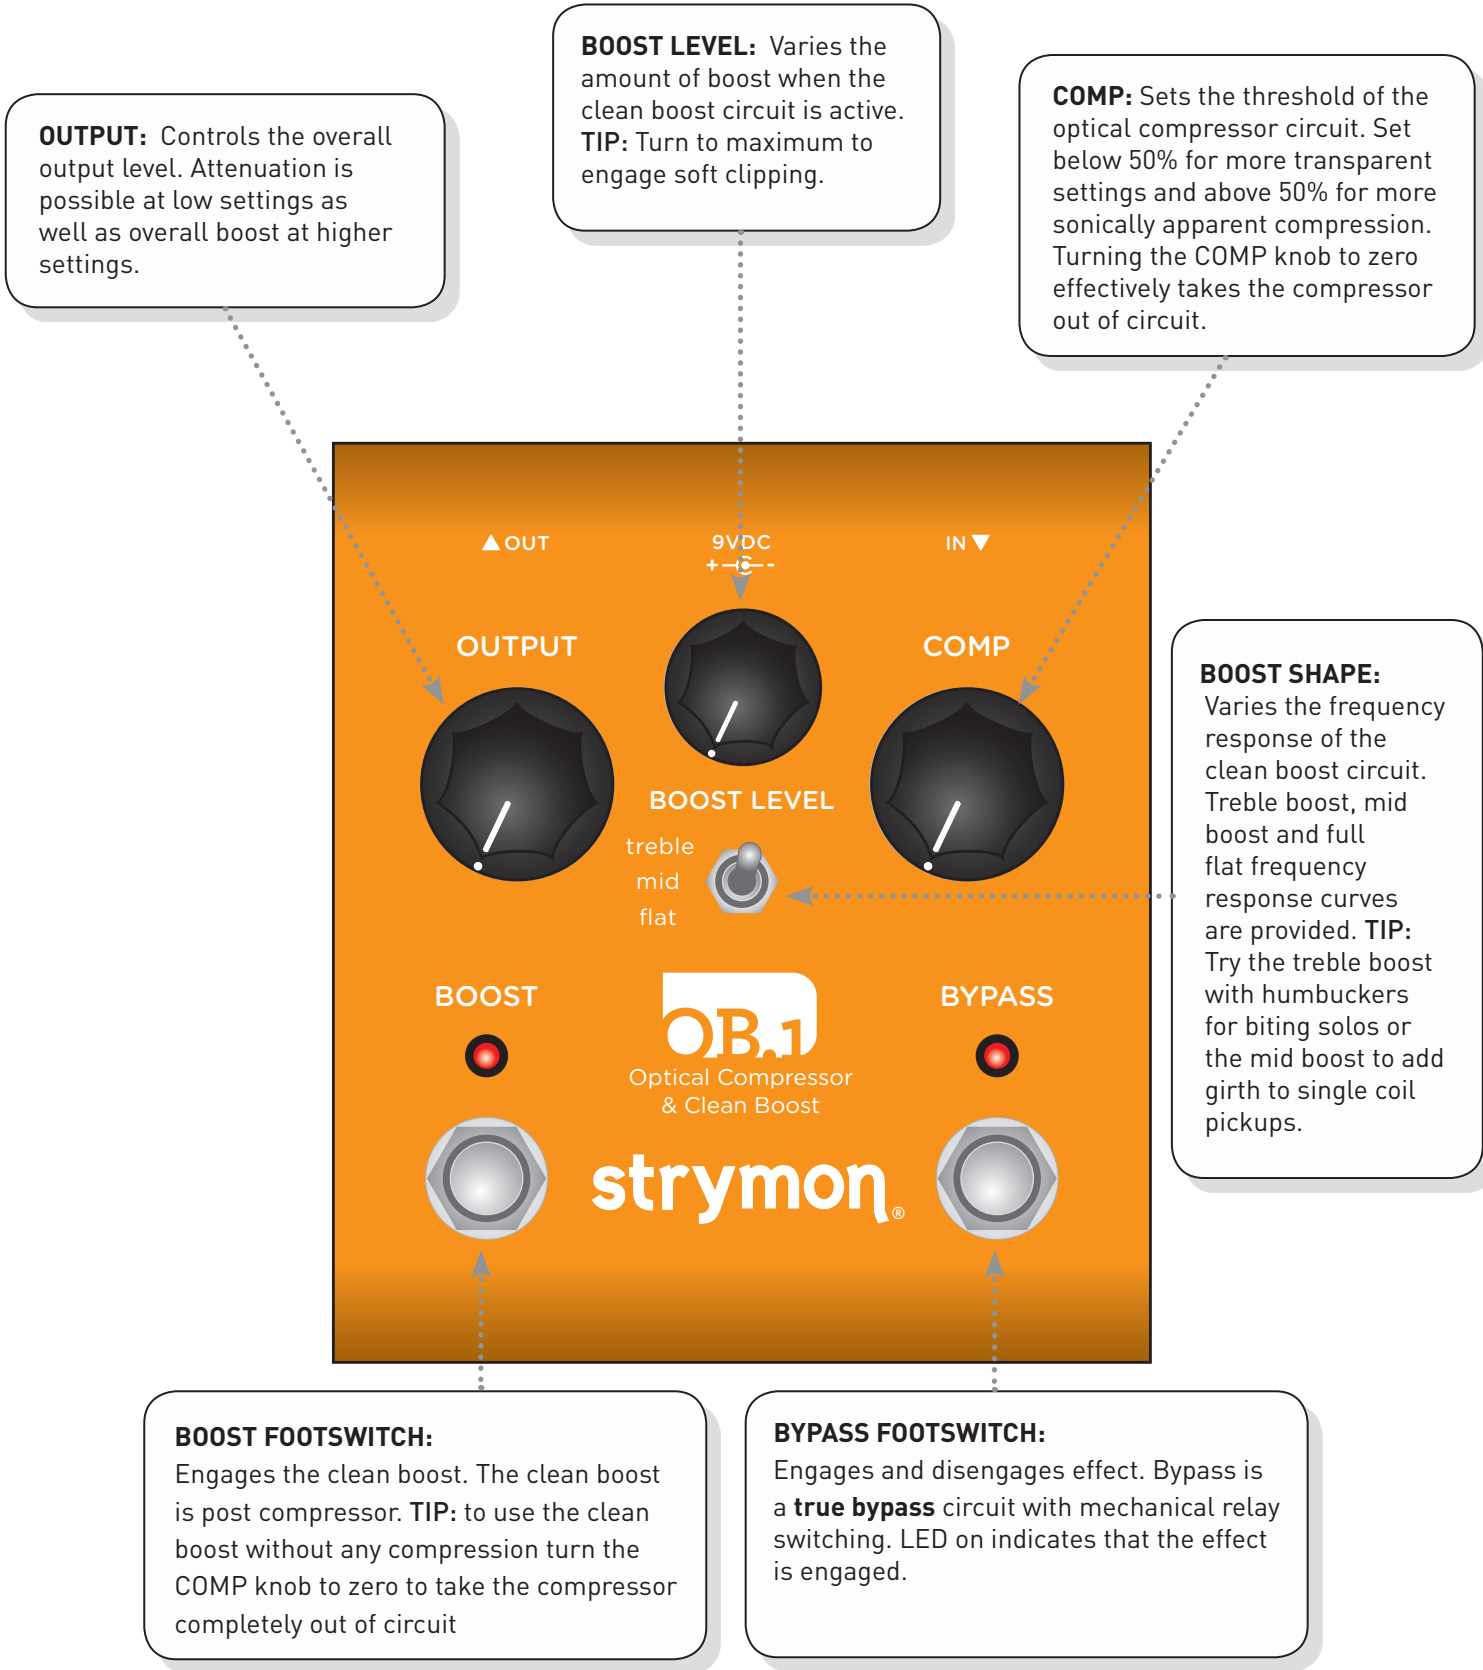 BOOST LEVEL: Varies the
amount of boost when the
clean boost circuit is active.
TIP: Turn to maximum to
engage soft clipping.
OUTPUT: Controls the overall
output level. Attenuation is
possible at low settings as
well as overall boost at higher
settings.
COMP: Sets the threshold of the
optical compressor circuit. Set
below 50% for more transparent
settings and above 50% for more
sonically apparent compression.
Turning the COMP knob to zero
effectively takes the compressor
out of circuit.
▲ OUT
9VDC
+ -
IN ▼
OUTPUT
COMP
BOOST LEVEL
treble
mid
flat
BOOST SHAPE:
Varies the frequency
response of the
clean boost circuit.
Treble boost, mid
boost and full
flat frequency
response curves
are provided. TIP:
Try the treble boost
with humbuckers
for biting solos or
the mid boost to add
girth to single coil
pickups.
BOOST
BYPASS
OB.1
Optical Compressor
& Clean Boost
strymon®
BOOST FOOTSWITCH:
Engages the clean boost. The clean boost
is post compressor. TIP: to use the clean
boost without any compression turn the
COMP knob to zero to take the compressor
completely out of circuit
BYPASS FOOTSWITCH:
Engages and disengages effect. Bypass is
a true bypass circuit with mechanical relay
switching. LED on indicates that the effect
is engaged.